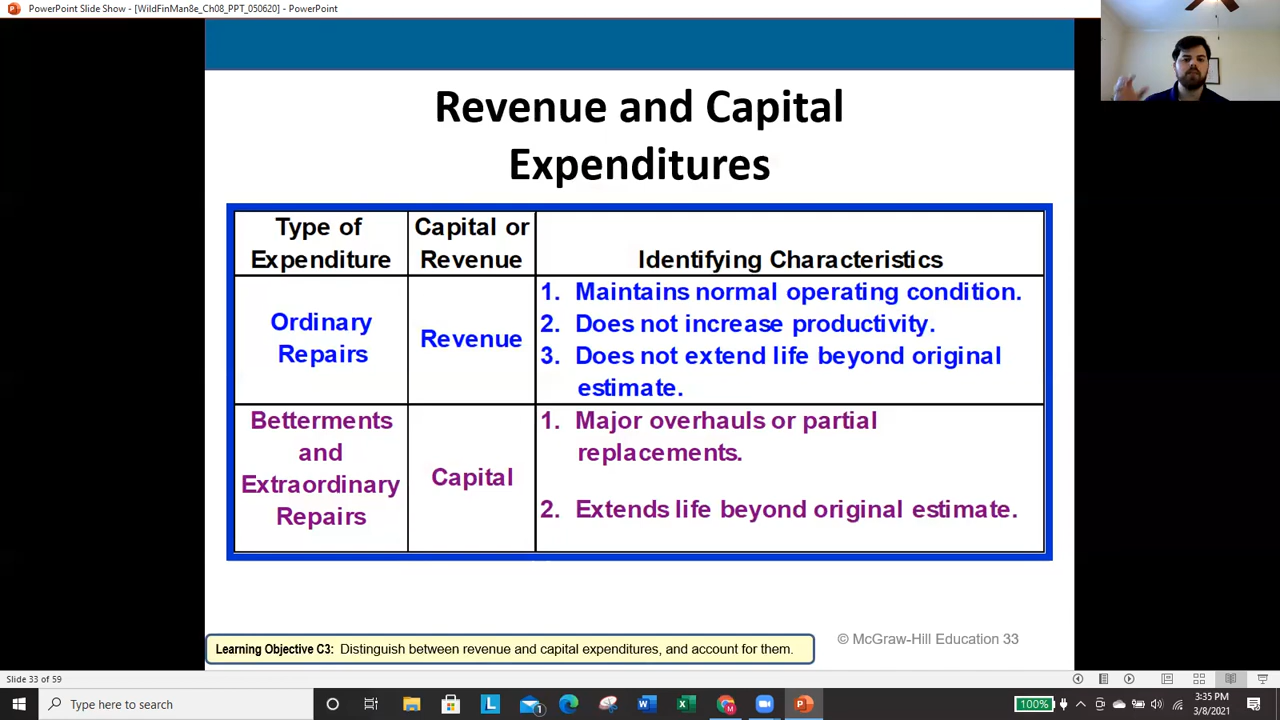 PowerPoint Slide Show - [WildFinMan8e_Ch08_PPT_050620] - PowerPoint
Revenue and Capital
Expenditures
Type of
Expenditure
Capital or
Revenue
Identifying Characteristics
Ordinary
Repairs
Revenue
1. Maintains normal operating condition.
2. Does not increase productivity.
3. Does not extend life beyond original
estimate.
Betterments
and
Extraordinary
Repairs
Capital
1. Major overhauls or partial
replacements.
2. Extends life beyond original estimate.
Learning Objective C3: Distinguish between revenue and capital expenditures, and account for them.
© McGraw-Hill Education 33
Slide 33 of 59
Type here to search
100%
3:35 PM
3/8/2021